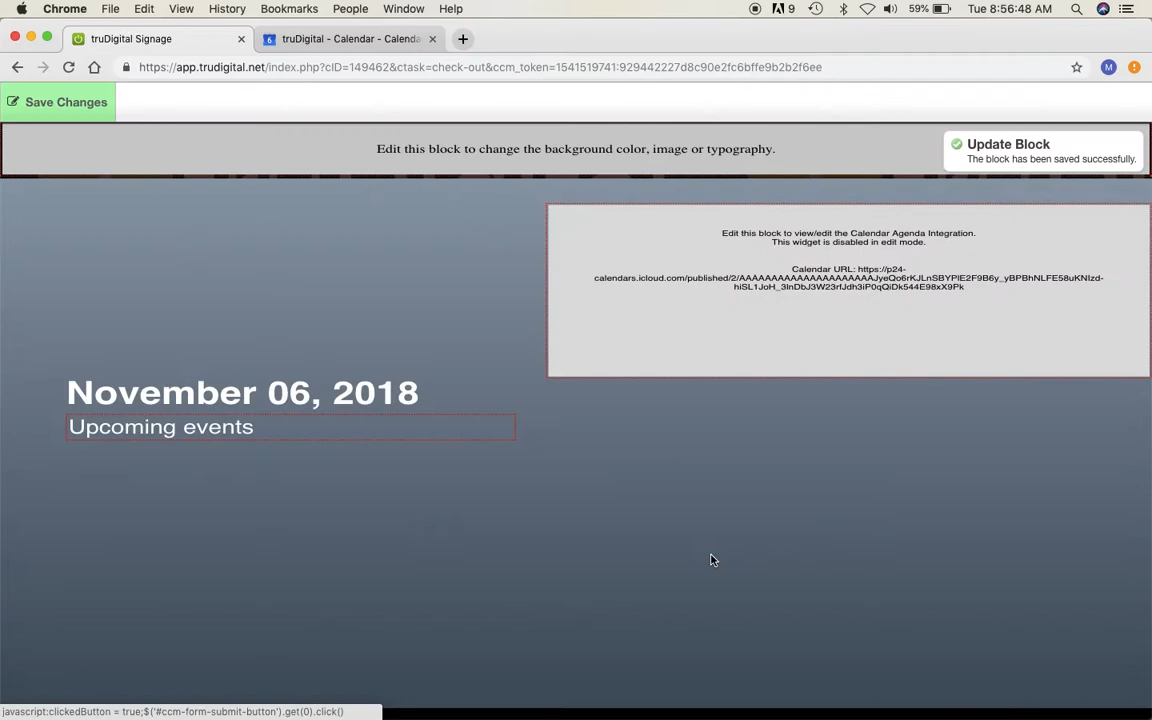 Chrome File Edit View History Bookmarks People Window Help 9 59% Tue 8:56:48 AM
truDigital Signage
truDigital - Calendar - Calenda
https://app.trudigital.net/index.php?cID=149462&ctask=check-out&ccm_token=1541519741:929442227d8c90e2fc6bffe9b2b2f6ee
M
Save Changes
Edit this block to change the background color, image or typography.
Update Block
The block has been saved successfully.
Edit this block to view/edit the Calendar Agenda Integration.
This widget is disabled in edit mode.
Calendar URL: https://p24-
calendars.icloud.com/published/2/AAAAAAAAAAAAAAAAAAAAAJyeQo6rKJLnSBYPlE2F9B6y_yBPBhNLFE58uKNIzd-
hiSL1JoH_3lnDbJ3W23rfJdh3iP0qQiDk544E98xX9Pk
November 06, 2018
Upcoming events
javascript:clickedButton = true;$('#ccm-form-submit-button').get(0).click()